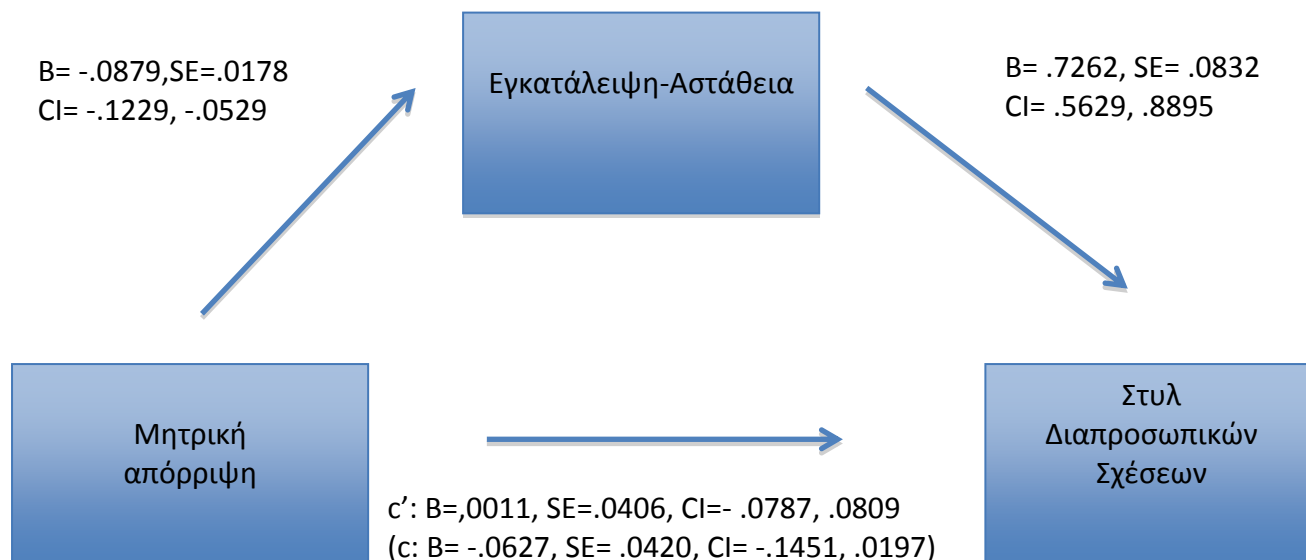 B= -.0879,SE=.0178
CI= -.1229, -.0529
Εγκατάλειψη-Αστάθεια
B= .7262, SE= .0832
CI= .5629, .8895
Μητρική
απόρριψη
Στυλ
Διαπροσωπικών
Σχέσεων
c’: B=,0011, SE=.0406, CI=- .0787, .0809
(c: B= -.0627, SE= .0420, CI= -.1451, .0197)